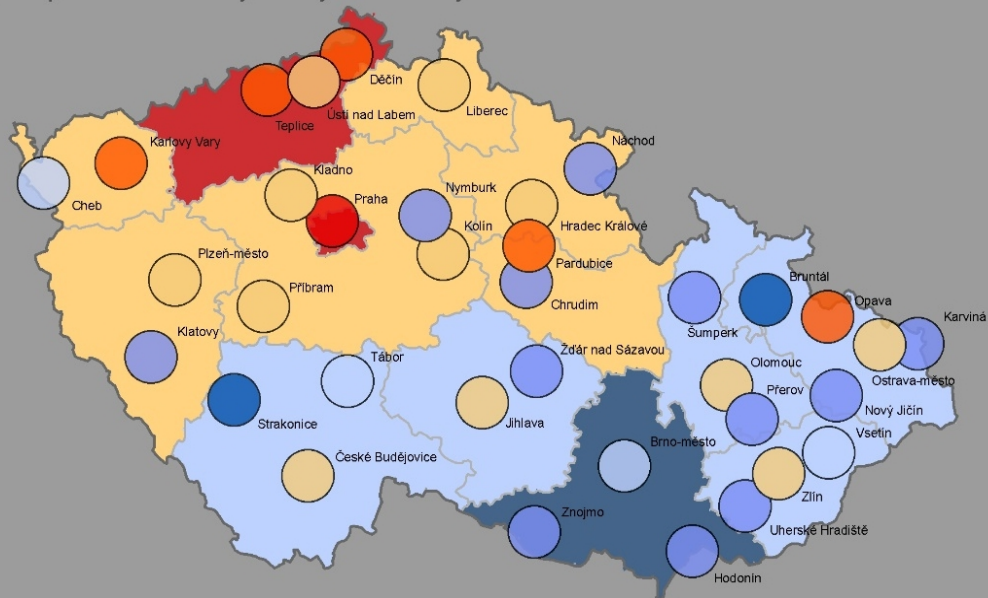 Děčín
Liberec
Ústí nad Labem
Teplice
Karlovy Vary
Náchod
Kladno
Nymburk
Praha
Cheb
Kolín
Hradec Králové
Plzeň-město
Pardubice
Bruntál
Příbram
Chrudim
Opava
Karviná
Klatovy
Šumperk
Tábor
Žďár nad Sázavou
Olomouc
Ostrava-město
Přerov
Nový Jičín
Strakonice
Jihlava
Vsetín
Brno-město
České Budějovice
Zlín
Znojmo
Uherské Hradiště
Hodonín